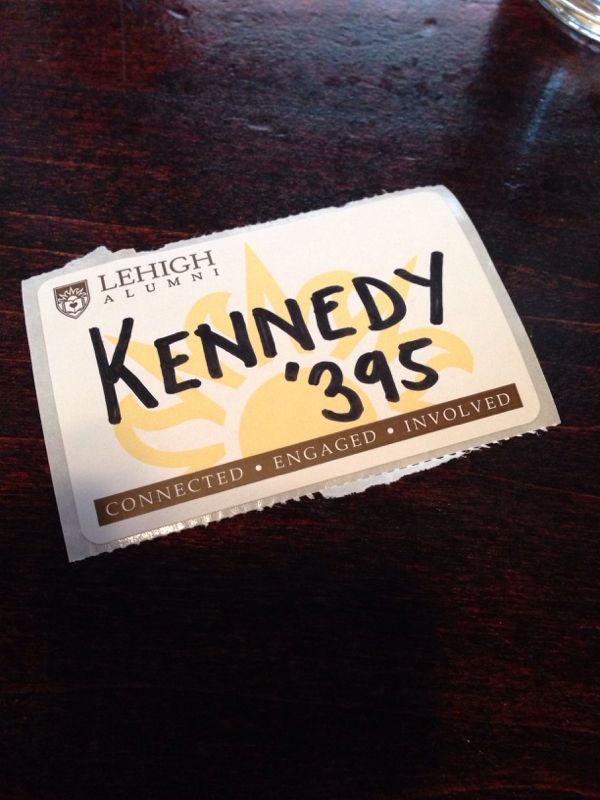 LEHIGH
ALUMNI
KENNEDY
'395
CONNECTED • ENGAGED • INVOLVED